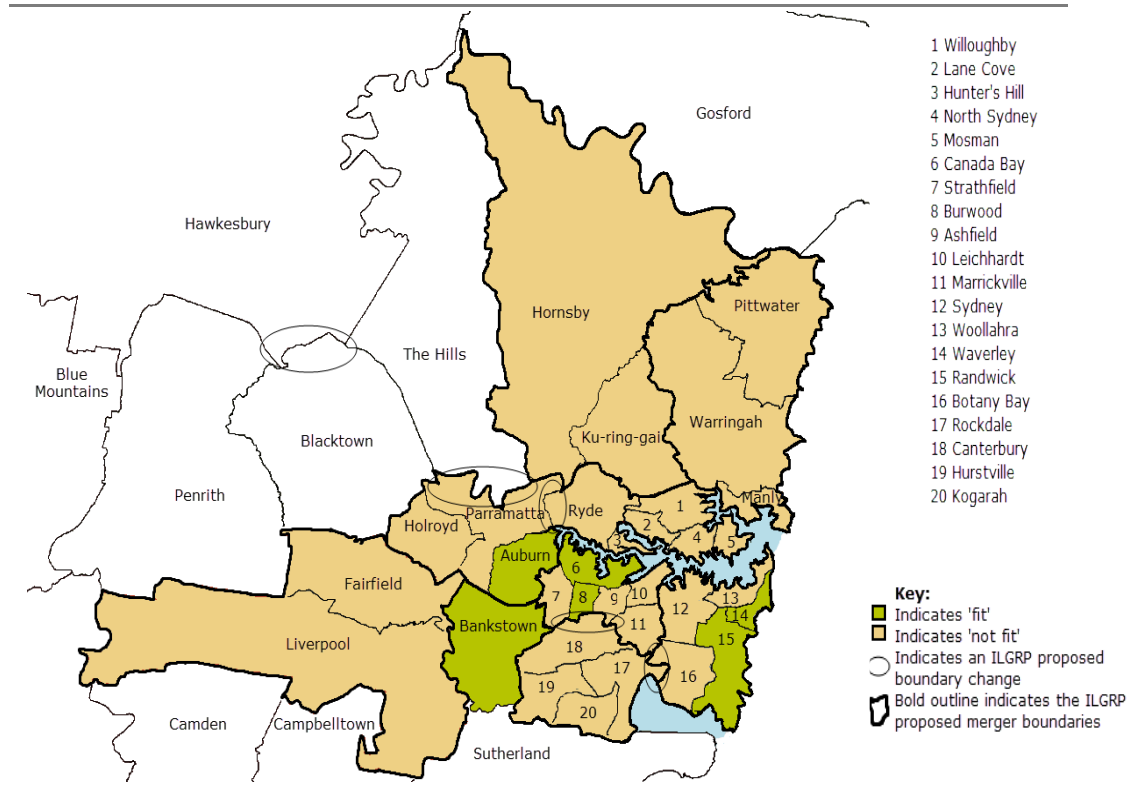 Gosford
Hawkesbury
Hornsby
Pittwater
The Hills
Blue
Mountains
Warringah
Blacktown
Ku-ring-gai
Penrith
Manly
Holroyd
Parramatta
Ryde
1
2
3
4
5
Auburn
6
Fairfield
7
8
9
10
11
12
13
14
15
Bankstown
Liverpool
18
17
16
19
20
Camden
Campbelltown
Sutherland
1 Willoughby
2 Lane Cove
3 Hunter's Hill
4 North Sydney
5 Mosman
6 Canada Bay
7 Strathfield
8 Burwood
9 Ashfield
10 Leichhardt
11 Marrickville
12 Sydney
13 Woollahra
14 Waverley
15 Randwick
16 Botany Bay
17 Rockdale
18 Canterbury
19 Hurstville
20 Kogarah
Key:
Indicates 'fit'
Indicates 'not fit'
Indicates an ILGRP proposed
boundary change
Bold outline indicates the ILGRP
proposed merger boundaries